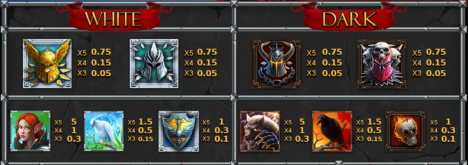 WHITE
X5 0.75
X4 0.15
X3 0.05
X5 0.75
X4 0.15
X3 0.05
X5 5
X4 1
X3 0.3
X5 1.5
X4 0.5
X3 0.15
X5 1
X4 0.3
X3 0.1
DARK
X5 0.75
X4 0.15
X3 0.05
X5 0.75
X4 0.15
X3 0.05
X5 5
X4 1
X3 0.3
X5 1.5
X4 0.5
X3 0.15
X5 1
X4 0.3
X3 0.1